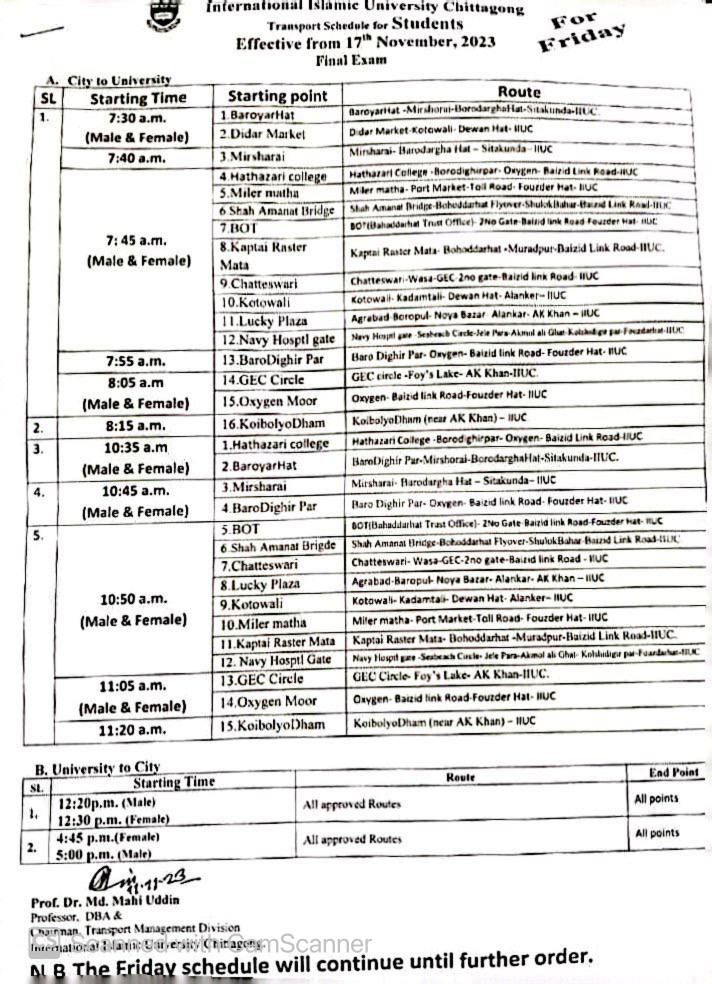 International Islamic University Chittagong
Transport Schedule for Students
Effective from 17th November, 2023
Final Exam
For Friday
A. City to University
SL Starting Time Starting point Route
1. 7:30 a.m. (Male & Female) 1.BaroyarHat BaroyarHat -Mirshorai-BorodarghaHat-Sitakunda-IIUC.
2.Didar Market Didar Market-Kotowali- Dewan Hat- IIUC
7:40 a.m. 3.Mirsharai Mirsharai- Barodargha Hat – Sitakunda- IIUC
7: 45 a.m. (Male & Female) 4.Hathazari college Hathazari College -Borodighirpar- Oxygen- Baizid Link Road-IIUC
5.Miler matha Miler matha- Port Market-Toll Road- Fouzder Hat- IIUC
6 Shah Amanat Bridge Shah Amanat Bridge-Bohoddarhat Flyover-ShulokBahar-Baizid Link Road-IIUC
7.BOT BOT(Bahaddarhat Trust Office)- 2No Gate-Baizid link Road Fouzder Hat- IIUC
8.Kaptai Raster Mata Kaptai Raster Mata- Bohoddarhat -Muradpur-Baizid Link Road-IIUC.
9.Chatteswari Chatteswari-Wasa-GEC-2no gate-Baizid link Road- IIUC
10.Kotowali Kotowali- Kadamtali- Dewan Hat- Alanker– IIUC
11.Lucky Plaza Agrabad-Boropul- Noya Bazar- Alankar- AK Khan – IIUC
12.Navy Hosptl gate Navy Hosptl gate -Seabeach Circle-Jele Para-Akmol ali Ghat-Kolshidigir par-Fouzdarhat-IIUC
7:55 a.m. 13.BaroDighir Par Baro Dighir Par- Oxygen- Baizid link Road- Fouzder Hat- IIUC
8:05 a.m (Male & Female) 14.GEC Circle GEC circle -Foy's Lake- AK Khan-IIUC.
15.Oxygen Moor Oxygen- Baizid link Road-Fouzder Hat- IIUC
2. 8:15 a.m. 16.KoibolyoDham KoibolyoDham (near AK Khan) – IIUC
3. 10:35 a.m (Male & Female) 1.Hathazari college Hathazari College -Borodighirpar- Oxygen- Baizid Link Road-IIUC
2.BaroyarHat BaroDighir Par-Mirshorai-BorodarghaHat-Sitakunda-IIUC.
4. 10:45 a.m. (Male & Female) 3.Mirsharai Mirsharai- Barodargha Hat – Sitakunda- IIUC
4.BaroDighir Par Baro Dighir Par- Oxygen- Baizid link Road- Fouzder Hat- IIUC
5. 10:50 a.m. (Male & Female) 5.BOT BOT(Bahaddarhat Trast Office)- 2No Gate-Baizid link Road-Fouzder Hat- IIUC
6.Shah Amanat Brigde Shah Amanat Bridge-Bohoddarhat Flyover-ShulokBahar-Baizid Link Road-IIUC
7.Chatteswari Chatteswari- Wasa-GEC-2no gate-Baizid link Road - IIUC
8.Lucky Plaza Agrabad-Baropul- Noya Bazar- Alankar- AK Khan – IIUC
9.Kotowali Kotowali- Kadamtali- Dewan Hat- Alanker– IIUC
10.Miler matha Miler matha- Port Market-Toll Road- Fouzder Hat- IIUC
11.Kaptai Raster Mata Kaptai Raster Mata- Bohoddarhat -Muradpur-Baizid Link Road-IIUC.
12. Navy Hosptl Gate Navy Hosptl gate -Seabeach Circle- Jele Para-Akmol ali Ghat- Kolshidigir par-Fouzdarhat-IIUC
11:05 a.m. (Male & Female) 13.GEC Circle GEC Circle- Foy's Lake- AK Khan-IIUC.
14.Oxygen Moor Oxygen- Baizid link Road-Fouzder Hat- IIUC
11:20 a.m. 15.KoibolyoDham KoibolyoDham (near AK Khan) – IIUC
B. University to City
SL Starting Time Route End Point
1. 12:20p.m. (Male) All approved Routes All points
12:30 p.m. (Female)
2. 4:45 p.m.(Female) All approved Routes All points
5:00 p.m. (Male)
11-11-23
Prof. Dr. Md. Mahi Uddin
Professor, DBA &
Chairman, Transport Management Division
International Islamic University Chittagong.
CS Scanned with CamScanner
N.B The Friday schedule will continue until further order.